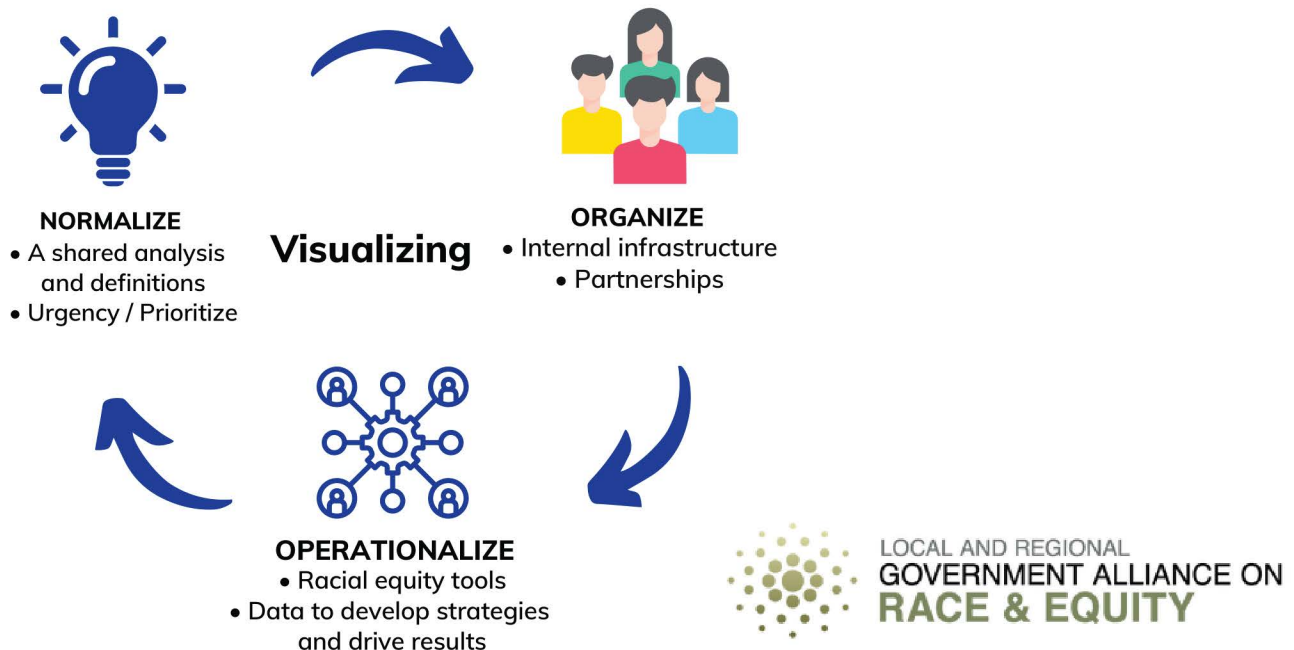 NORMALIZE
• A shared analysis
and definitions
• Urgency / Prioritize
Visualizing
ORGANIZE
• Internal infrastructure
• Partnerships
OPERATIONALIZE
• Racial equity tools
• Data to develop strategies
and drive results
LOCAL AND REGIONAL
GOVERNMENT ALLIANCE ON
RACE & EQUITY